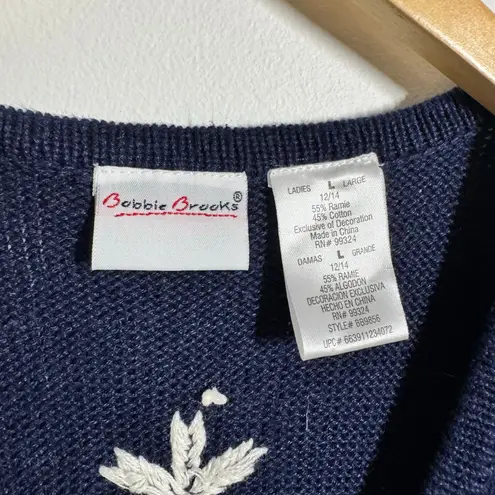 Bobbie Brooks®
LADIES L LARGE
12/14
55% Ramie
45% Cotton
Exclusive of Decoration
Made in China
RN# 99324
DAMAS L GRANDE
12/14
55% RAMIE
45% ALGODON
DECORACION EXCLUSIVA
HECHO EN CHINA
RN# 99324
STYLE# BB9856
UPC# 663911234072